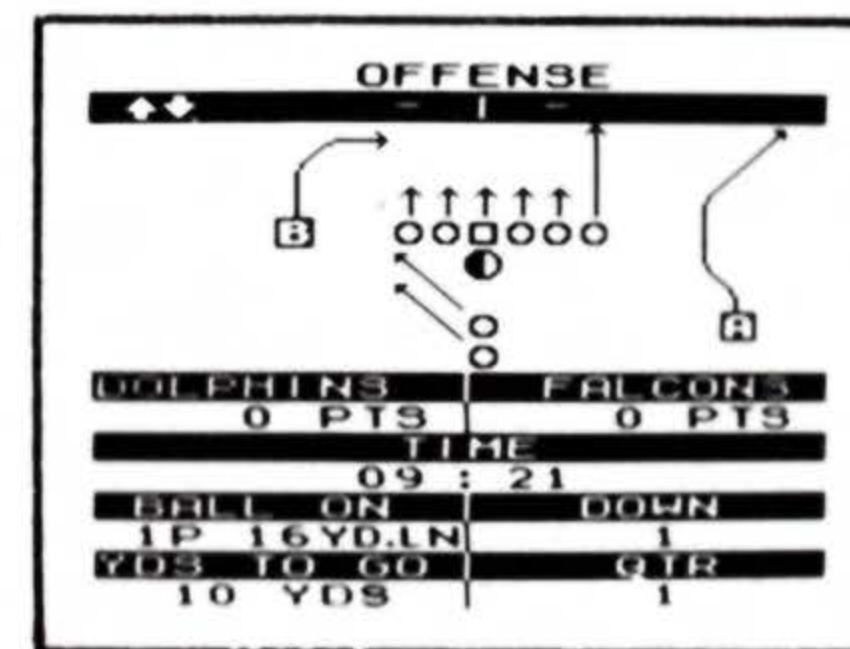 OFFENSE
- I -
B
A
DOLPHINS FALCONS
0 PTS 0 PTS
TIME
09 : 21
BALL ON DOWN
1P 16YD.LN 1
YDS TO GO QTR
10 YDS 1